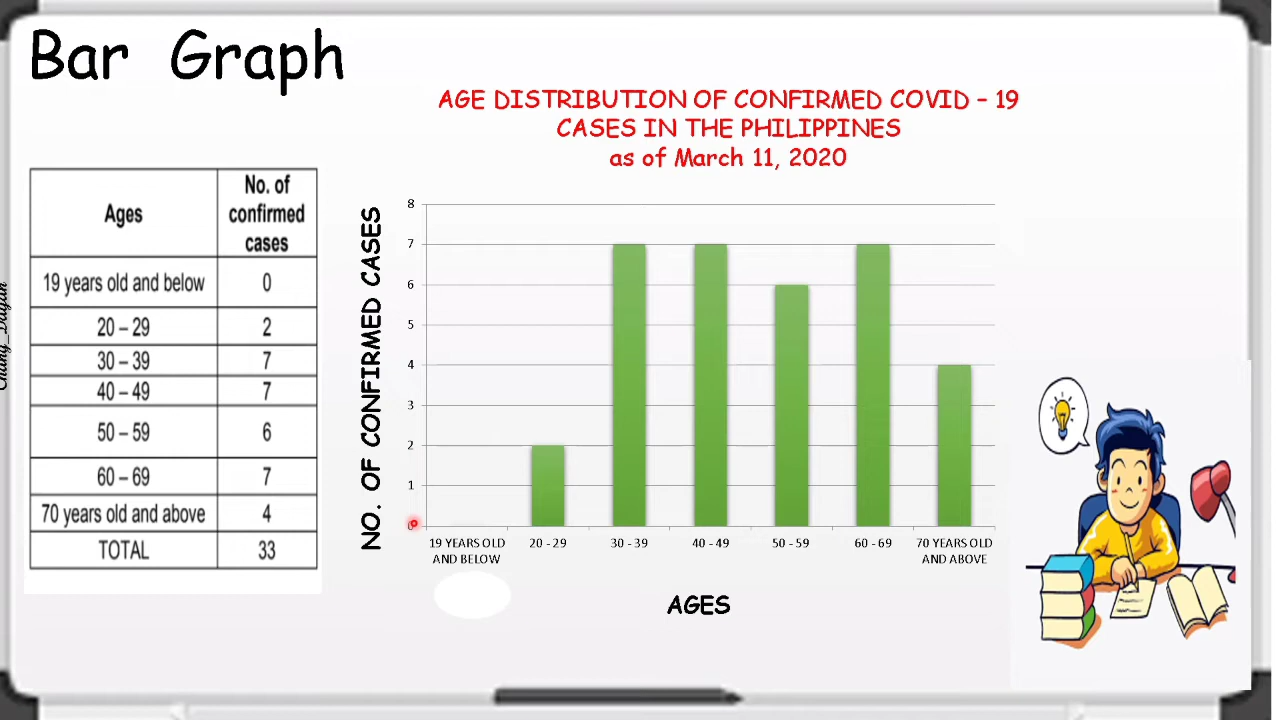 Bar Graph
AGE DISTRIBUTION OF CONFIRMED COVID – 19
CASES IN THE PHILIPPINES
as of March 11, 2020
Ages
No. of
confirmed
cases
19 years old and below 0
20 – 29 2
30 – 39 7
40 – 49 7
50 – 59 6
60 – 69 7
70 years old and above 4
TOTAL 33
NO. OF CONFIRMED CASES
8
7
6
5
4
3
2
1
0
19 YEARS OLD
AND BELOW
20 - 29
30 - 39
40 - 49
50 - 59
60 - 69
70 YEARS OLD
AND ABOVE
AGES